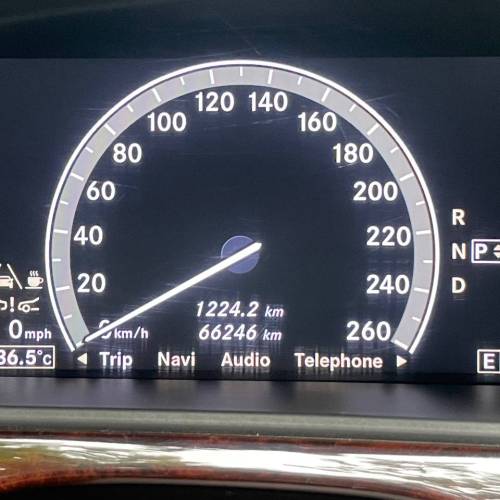 120 140
100 160
80 180
60 200
R
40 220
N P
20 240
D
1224.2 km
0 mph
0 km/h 66246 km 260
36.5°C
Trip Navi Audio Telephone
E